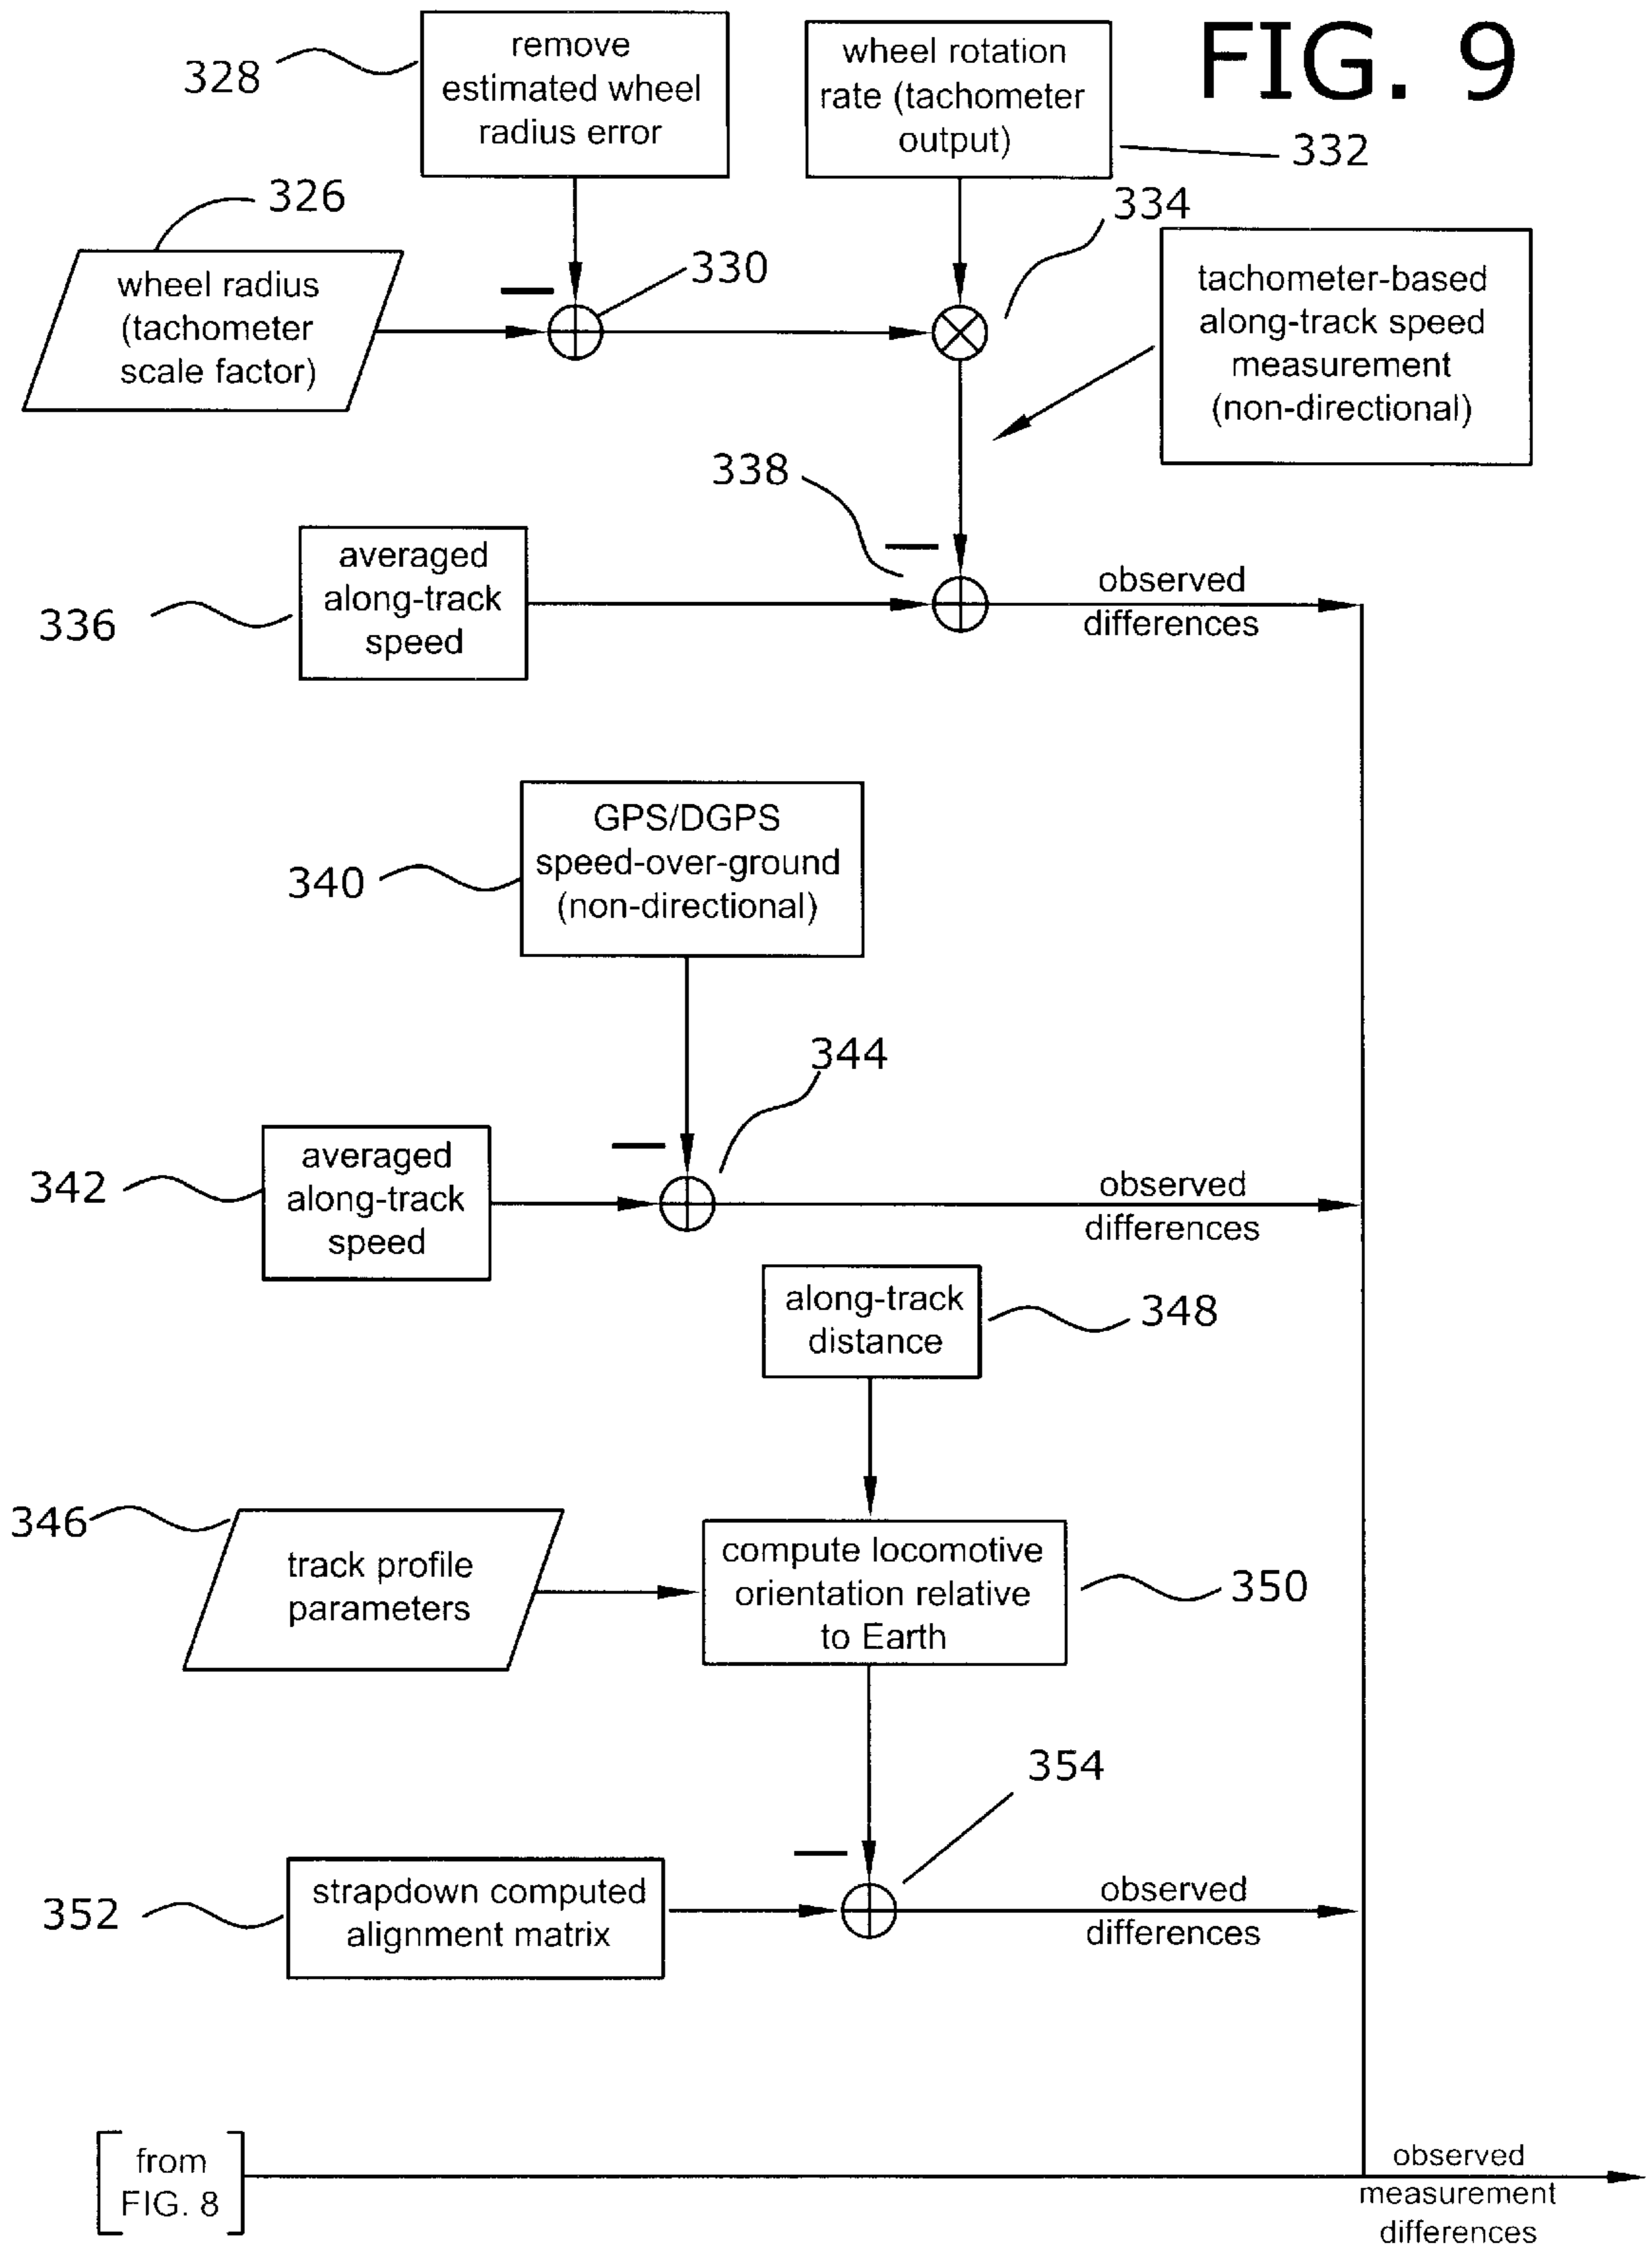 FIG. 9
328
remove
estimated wheel
radius error
wheel rotation
rate (tachometer
output)
332
326
334
wheel radius
(tachometer
scale factor)
330
tachometer-based
along-track speed
measurement
(non-directional)
338
336
averaged
along-track
speed
observed
differences
340
GPS/DGPS
speed-over-ground
(non-directional)
344
342
averaged
along-track
speed
observed
differences
along-track
distance
348
346
track profile
parameters
compute locomotive
orientation relative
to Earth
350
354
352
strapdown computed
alignment matrix
observed
differences
from
FIG. 8
observed
measurement
differences